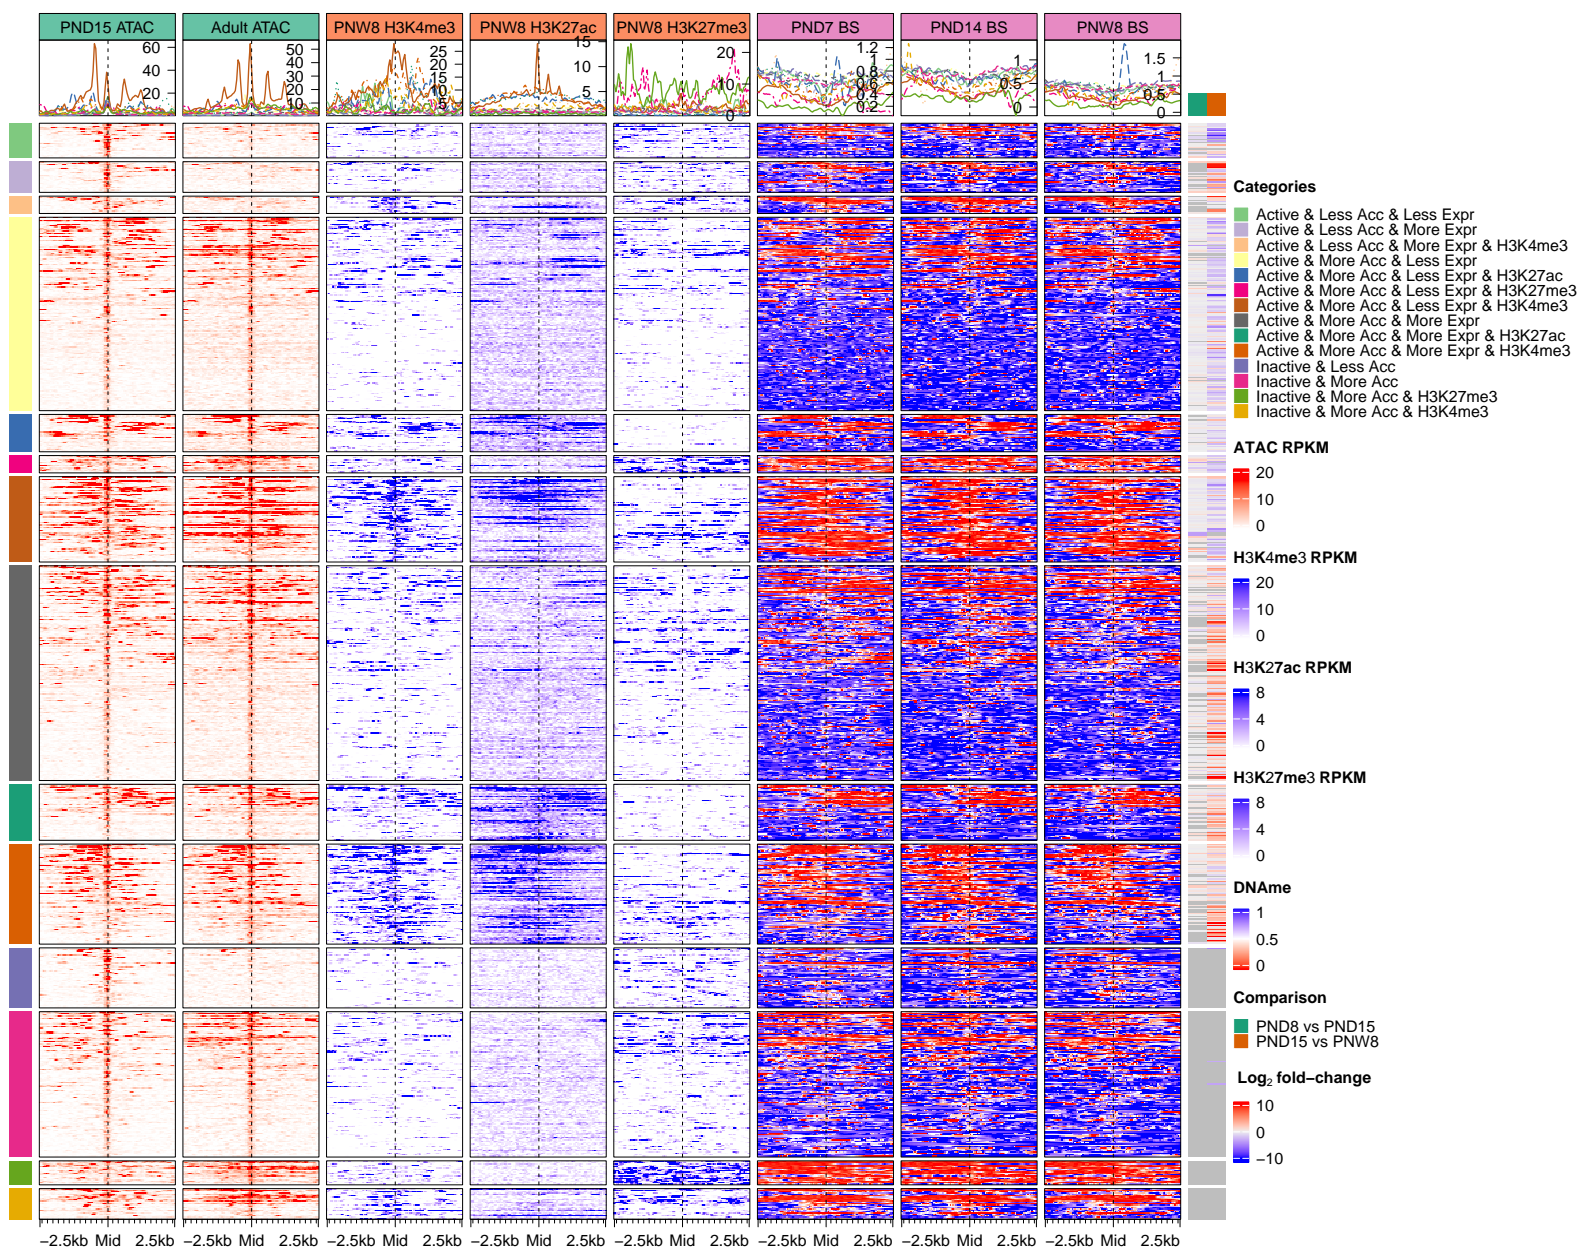 PND15 ATAC
Adult ATAC
PNW8 H3K4me3
PNW8 H3K27ac
PNW8 H3K27me3
PND7 BS
PND14 BS
PNW8 BS
60
40
20
50
40
30
20
10
25
20
15
10
5
15
10
5
20
10
0
1.2
1
0.8
0.6
0.4
0.2
1
0.5
0
1.5
1
0.5
0
Categories
Active & Less Acc & Less Expr
Active & Less Acc & More Expr
Active & Less Acc & More Expr & H3K4me3
Active & More Acc & Less Expr
Active & More Acc & Less Expr & H3K27ac
Active & More Acc & Less Expr & H3K27me3
Active & More Acc & Less Expr & H3K4me3
Active & More Acc & More Expr
Active & More Acc & More Expr & H3K27ac
Active & More Acc & More Expr & H3K4me3
Inactive & Less Acc
Inactive & More Acc
Inactive & More Acc & H3K27me3
Inactive & More Acc & H3K4me3
ATAC RPKM
20
10
0
H3K4me3 RPKM
20
10
0
H3K27ac RPKM
8
4
0
H3K27me3 RPKM
8
4
0
DNAme
1
0.5
0
Comparison
PND8 vs PND15
PND15 vs PNW8
Log₂ fold−change
10
0
−10
−2.5kb Mid 2.5kb
−2.5kb Mid 2.5kb
−2.5kb Mid 2.5kb
−2.5kb Mid 2.5kb
−2.5kb Mid 2.5kb
−2.5kb Mid 2.5kb
−2.5kb Mid 2.5kb
−2.5kb Mid 2.5kb